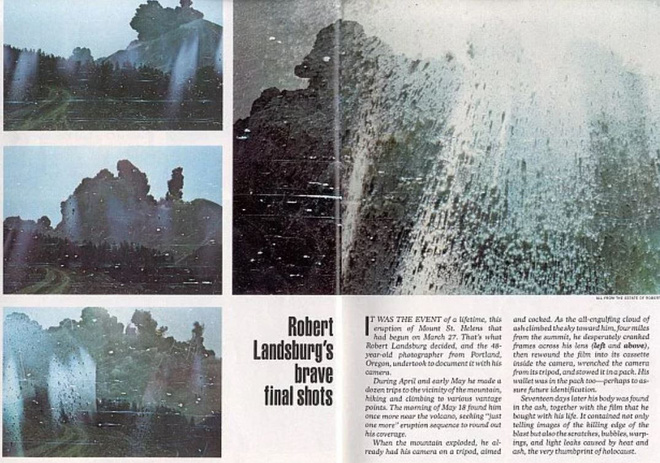 ALL FROM THE ESTATE OF ROBERT
Robert
Landsburg's
brave
final shots
IT WAS THE EVENT of a lifetime, this
eruption of Mount St. Helens that
had begun on March 27. That's what
Robert Landsburg decided, and the 48-
year-old photographer from Portland,
Oregon, undertook to document it with his
camera.
During April and early May he made a
dozen trips to the vicinity of the mountain,
hiking and climbing to various vantage
points. The morning of May 18 found him
once more near the volcano, seeking "just
one more" eruption sequence to round out
his coverage.
When the mountain exploded, he al-
ready had his camera on a tripod, aimed
and cocked. As the all-engulfing cloud of
ash climbed the sky toward him, four miles
from the summit, he desperately cranked
frames across his lens (left and above),
then rewound the film into its cassette
inside the camera, wrenched the camera
from its tripod, and stowed it in a pack. His
wallet was in the pack too—perhaps to as-
sure future identification.
Seventeen days later his body was found
in the ash, together with the film that he
bought with his life. It contained not only
telling images of the killing edge of the
blast but also the scratches, bubbles, warp-
ings, and light leaks caused by heat and
ash, the very thumbprint of holocaust.